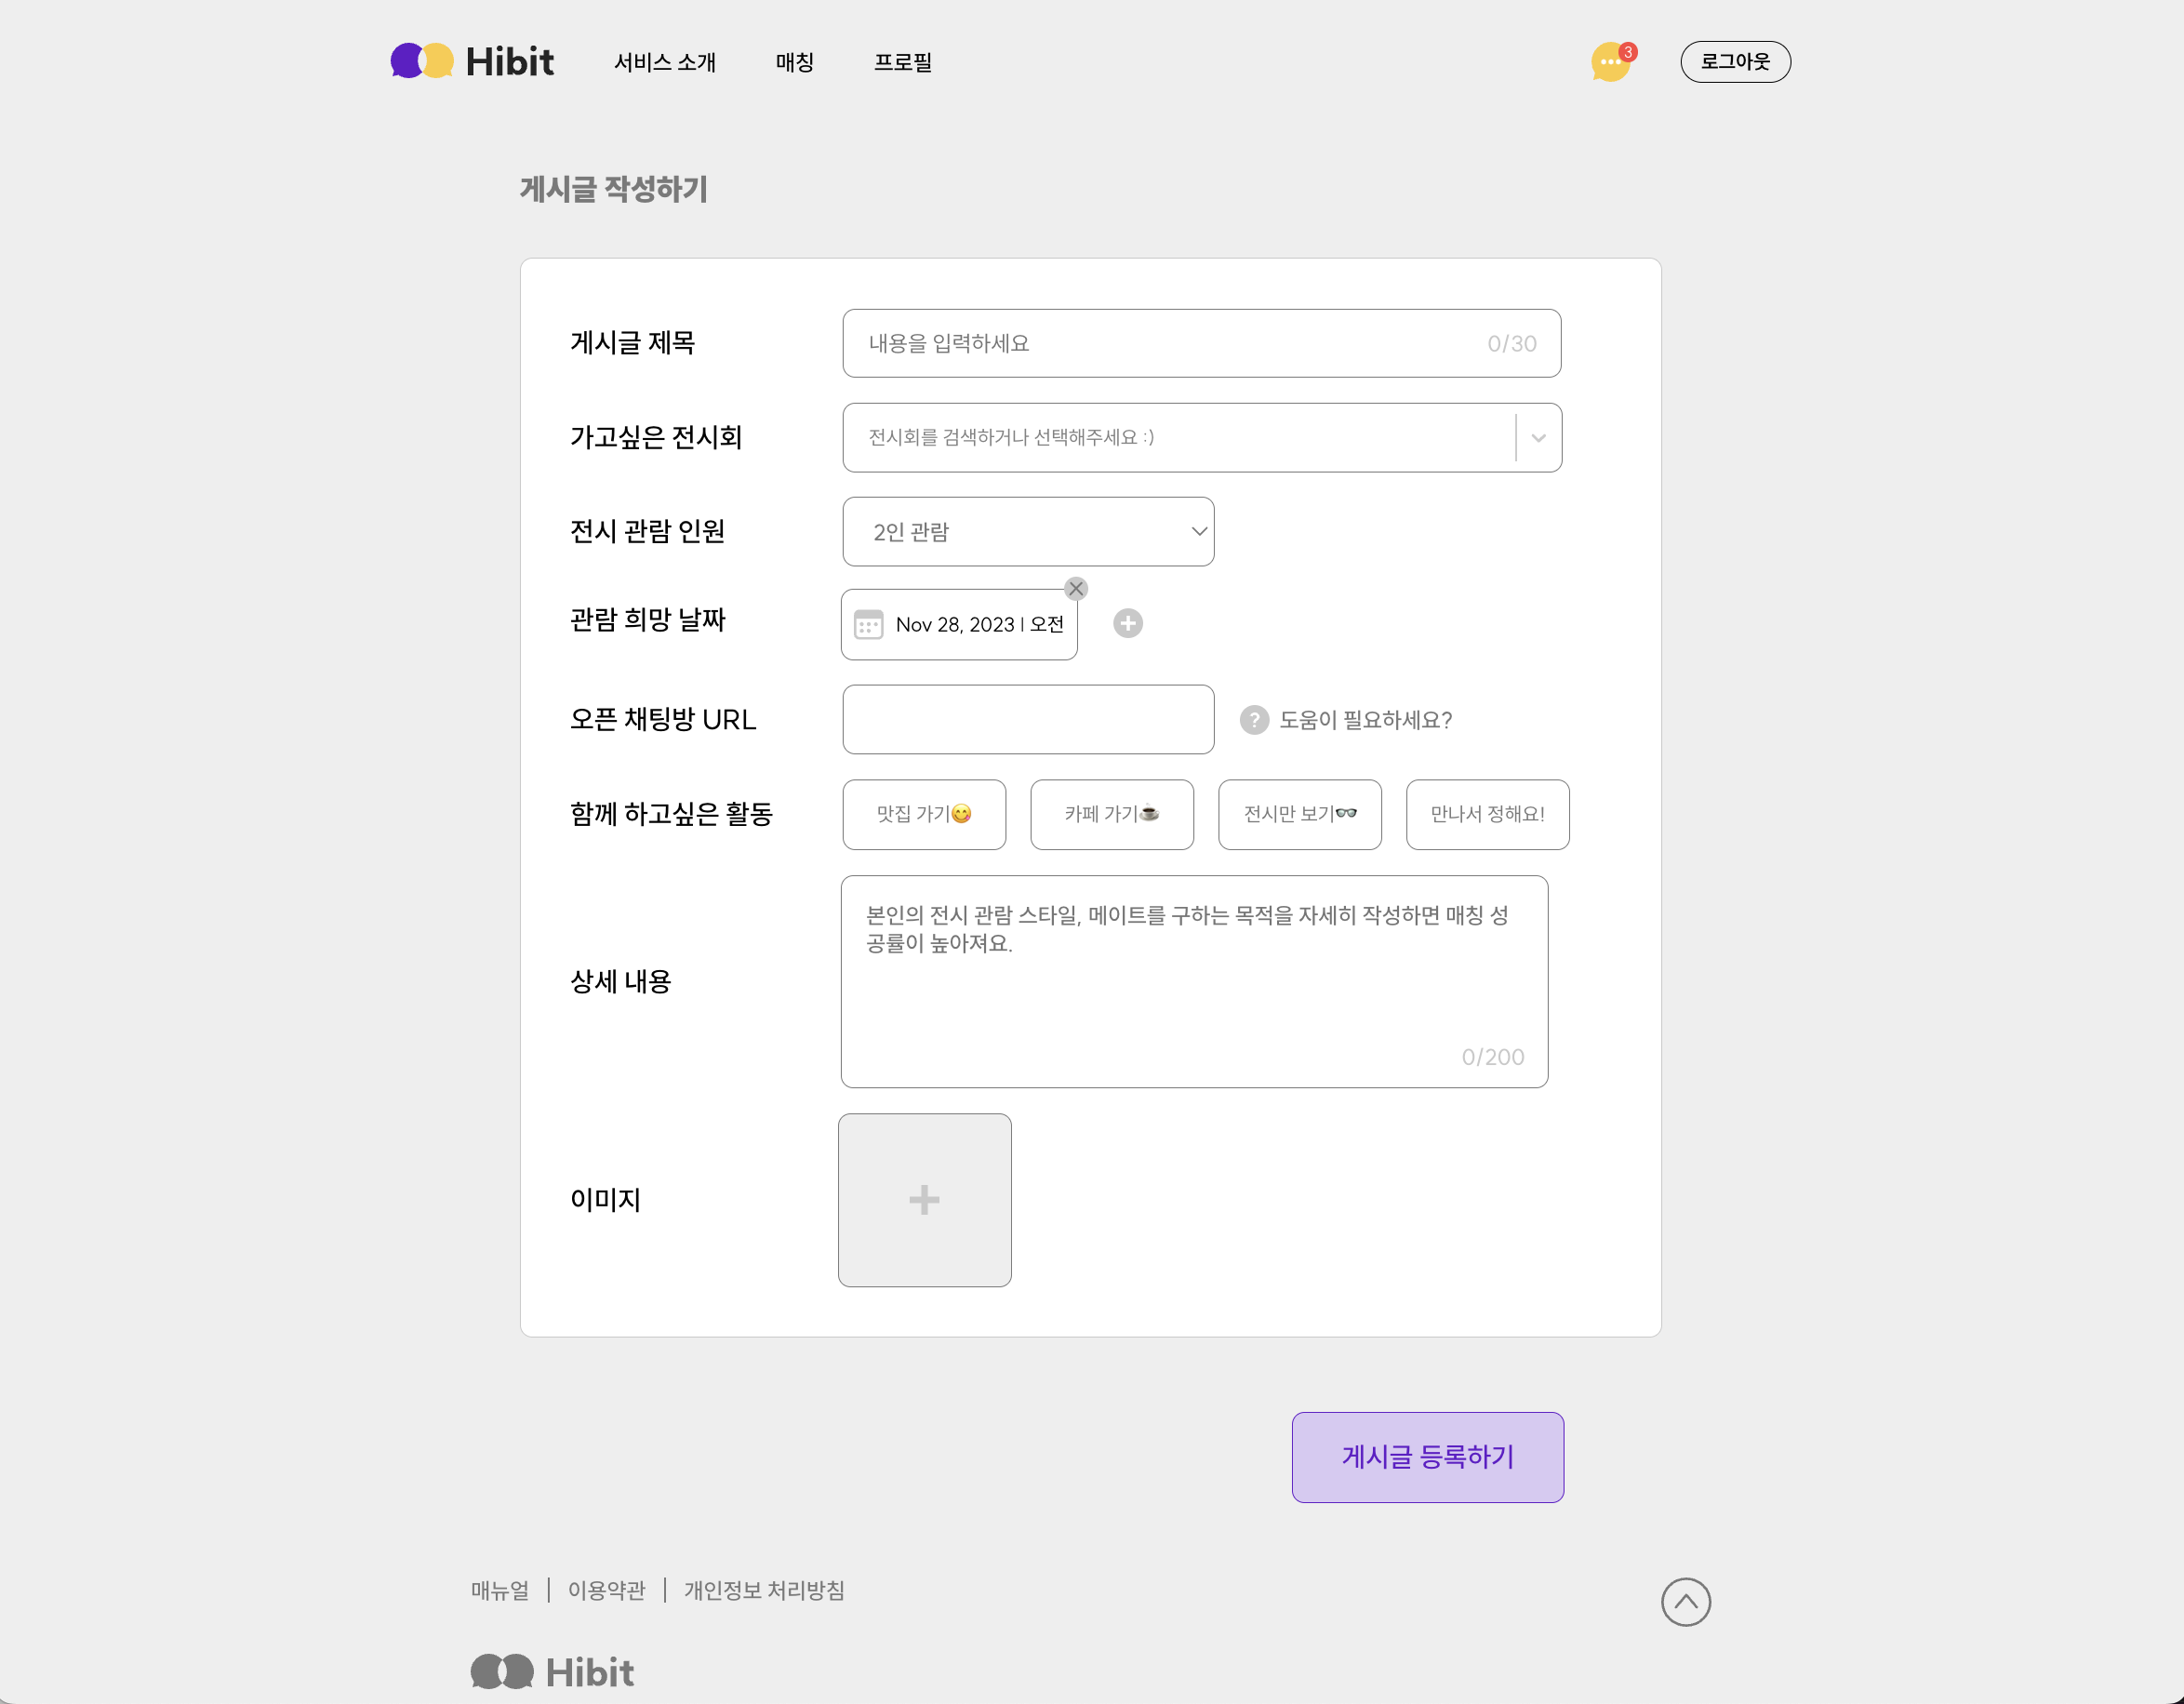 Hibit 서비스 소개 매칭 프로필 3 로그아웃
게시글 작성하기
게시글 제목 내용을 입력하세요 0/30
가고싶은 전시회 전시회를 검색하거나 선택해주세요 :)
전시 관람 인원 2인 관람
관람 희망 날짜 Nov 28, 2023 | 오전
오픈 채팅방 URL ? 도움이 필요하세요?
함께 하고싶은 활동 맛집 가기😋 카페 가기☕ 전시만 보기👓 만나서 정해요!
상세 내용
본인의 전시 관람 스타일, 메이트를 구하는 목적을 자세히 작성하면 매칭 성
공률이 높아져요.
0/200
이미지
게시글 등록하기
매뉴얼 | 이용약관 | 개인정보 처리방침
Hibit